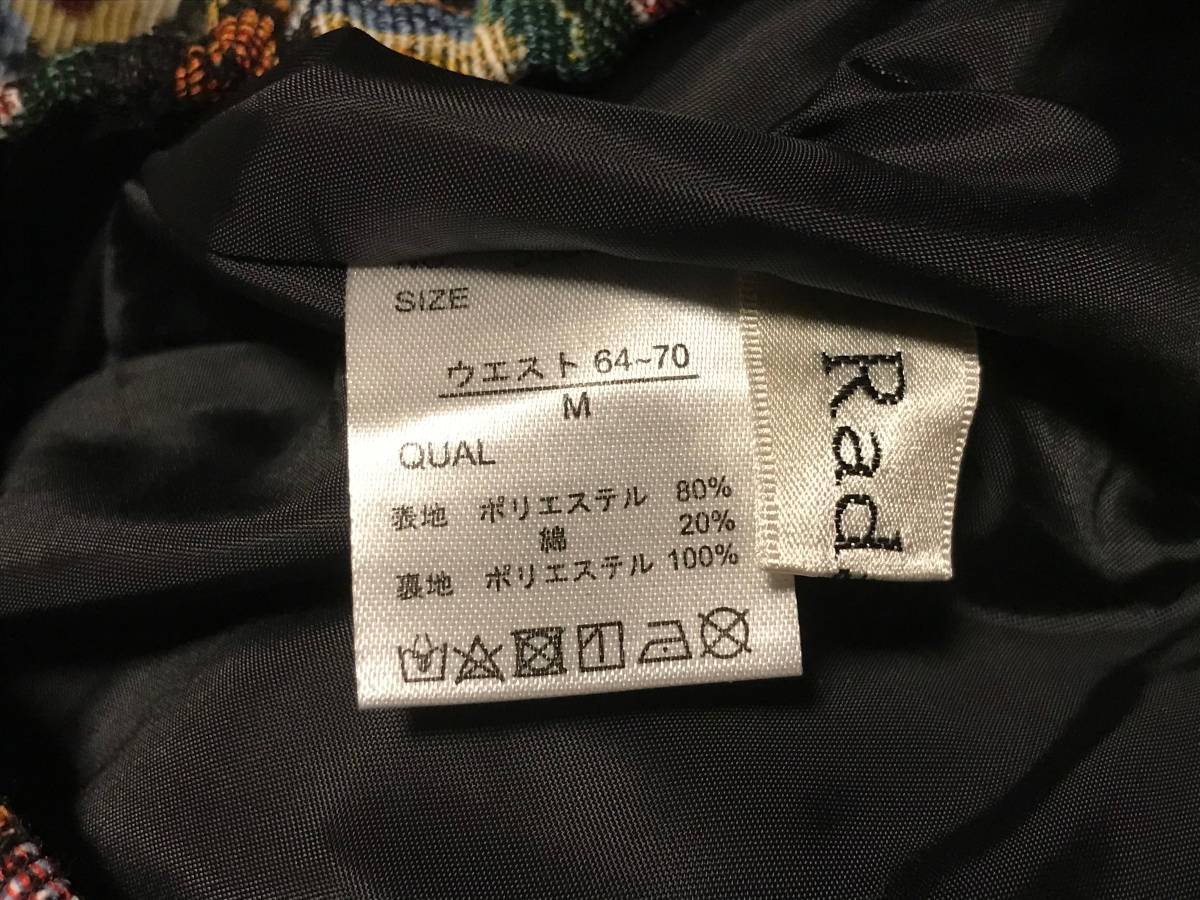 SIZE
ウエスト 64~70
M
QUAL
表地 ポリエステル 80%
綿 20%
裏地 ポリエステル 100%
Rad